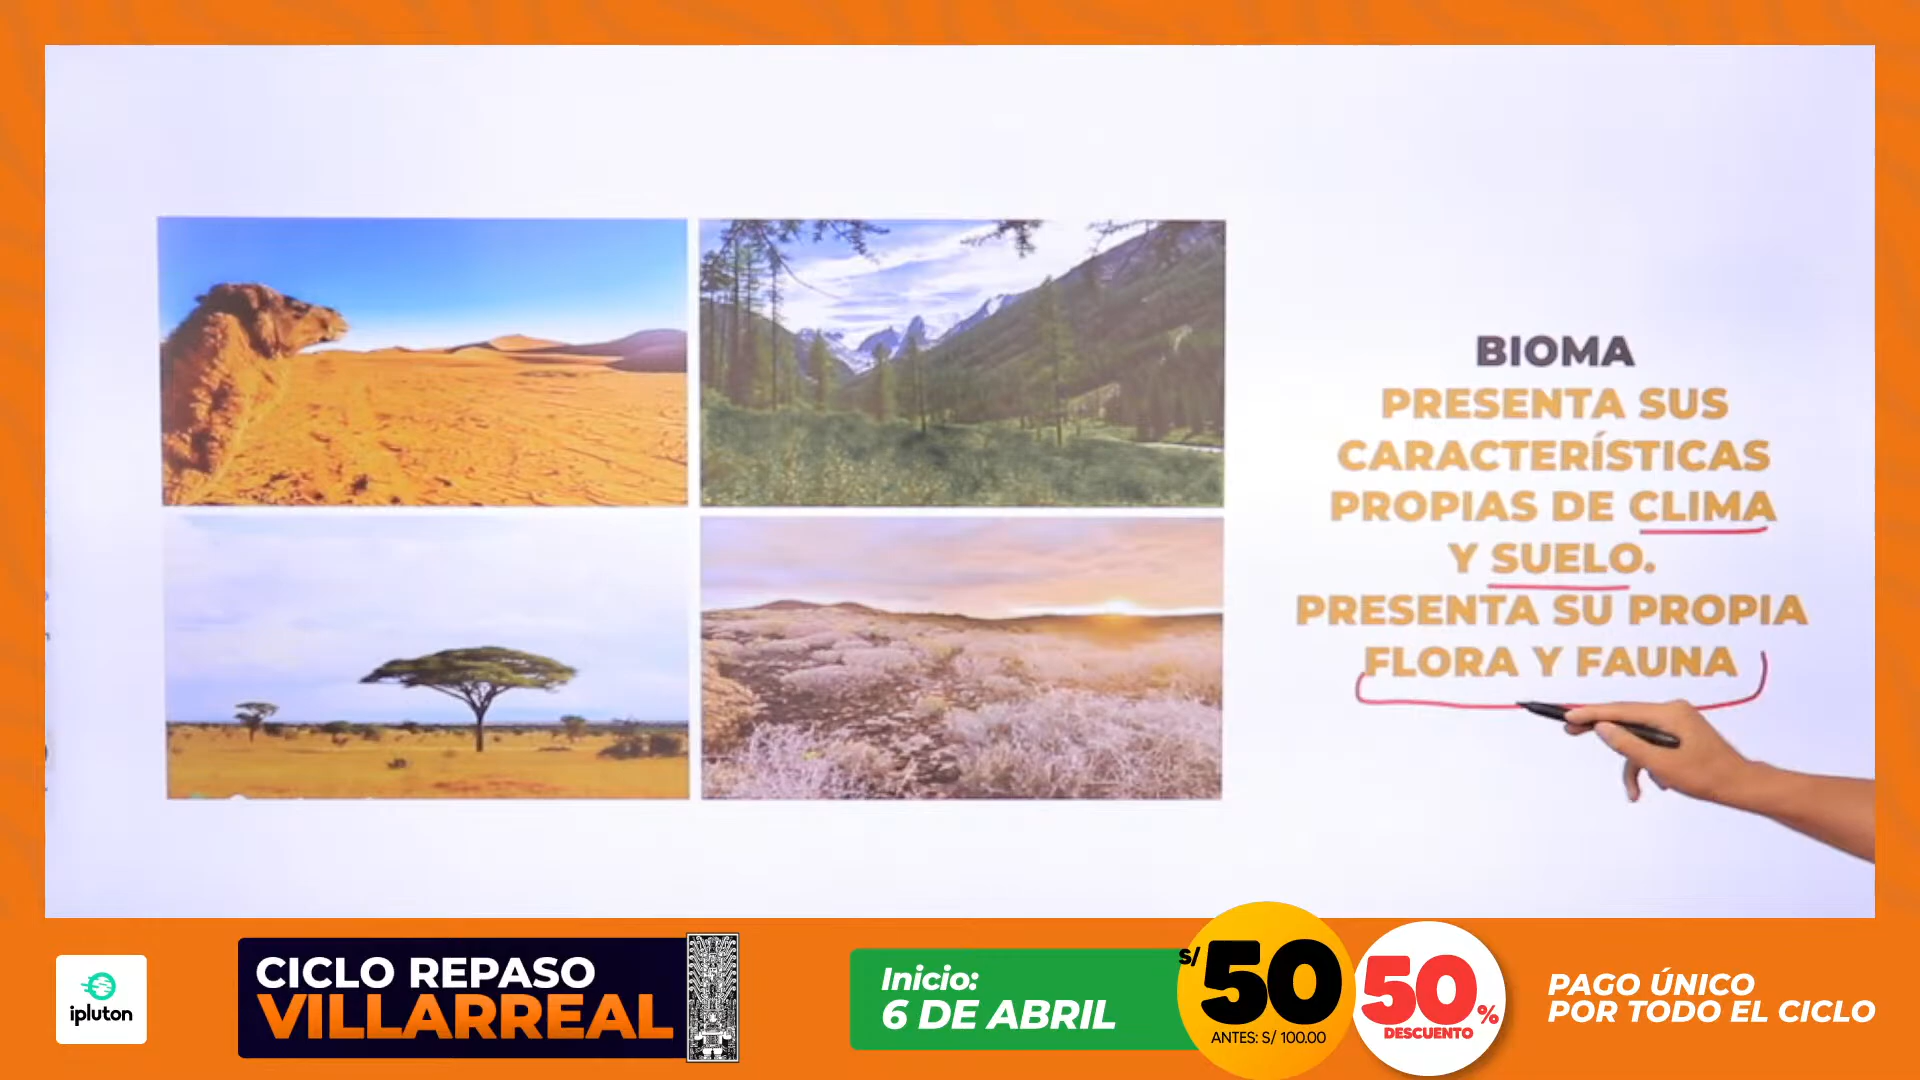 BIOMA
PRESENTA SUS
CARACTERÍSTICAS
PROPIAS DE CLIMA
Y SUELO.
PRESENTA SU PROPIA
FLORA Y FAUNA
ipluton
CICLO REPASO
VILLARREAL
Inicio:
6 DE ABRIL
S/ 50
ANTES: S/ 100.00
50%
DESCUENTO
PAGO ÚNICO
POR TODO EL CICLO